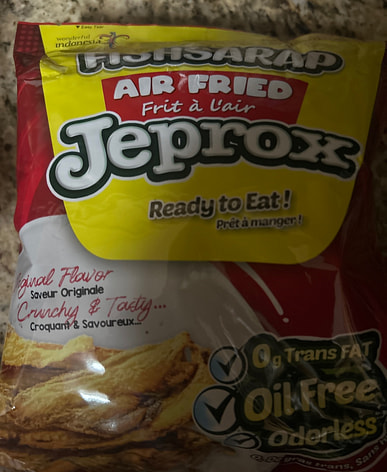 wonderful
indonesia
FISHSARAP
AIR FRIED
Frit à l'air
Jeprox
Ready to Eat!
Prêt à manger!
Original Flavor
Saveur Originale
Crunchy & Tasty...
Croquant & Savoureux...
0g Trans FAT
Oil Free
Odorless